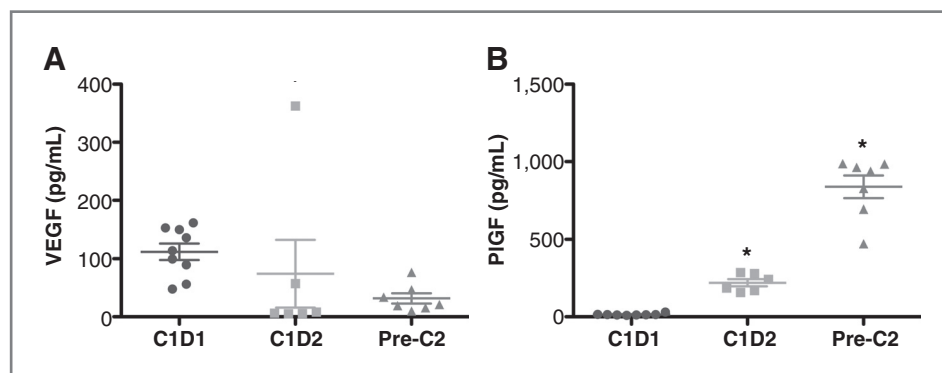 A
B
400
300
200
100
0
VEGF (pg/mL)
C1D1
C1D2
Pre-C2
1,500
1,000
500
0
PlGF (pg/mL)
*
*
C1D1
C1D2
Pre-C2